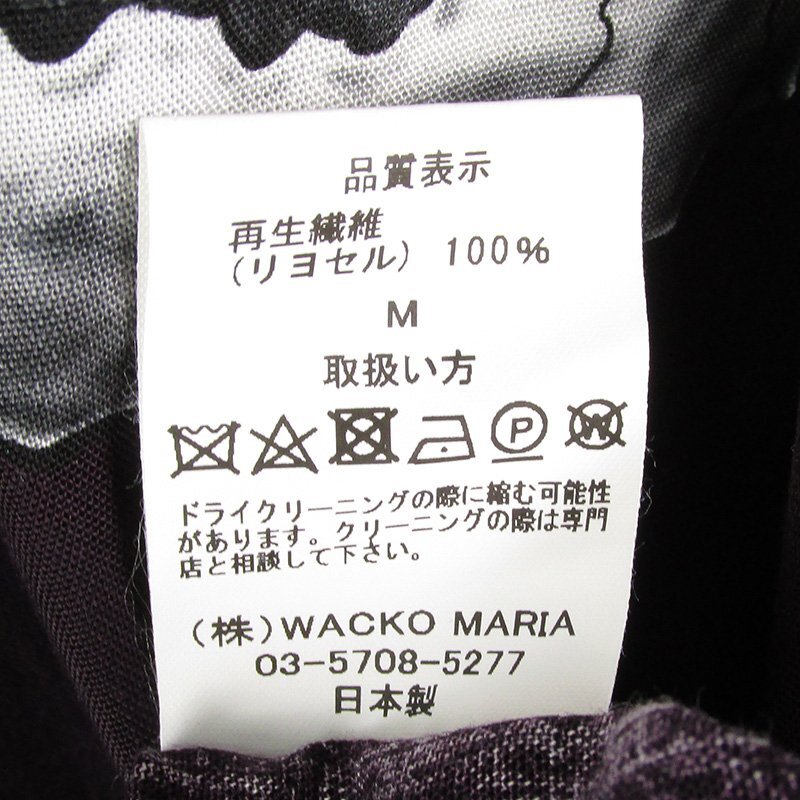 品質表示
再生繊維
(リヨセル) 100%
M
取扱い方
P
W
ドライクリーニングの際に縮む可能性
があります。クリーニングの際は専門
店と相談して下さい。
(株)WACKO MARIA
03-5708-5277
日本製